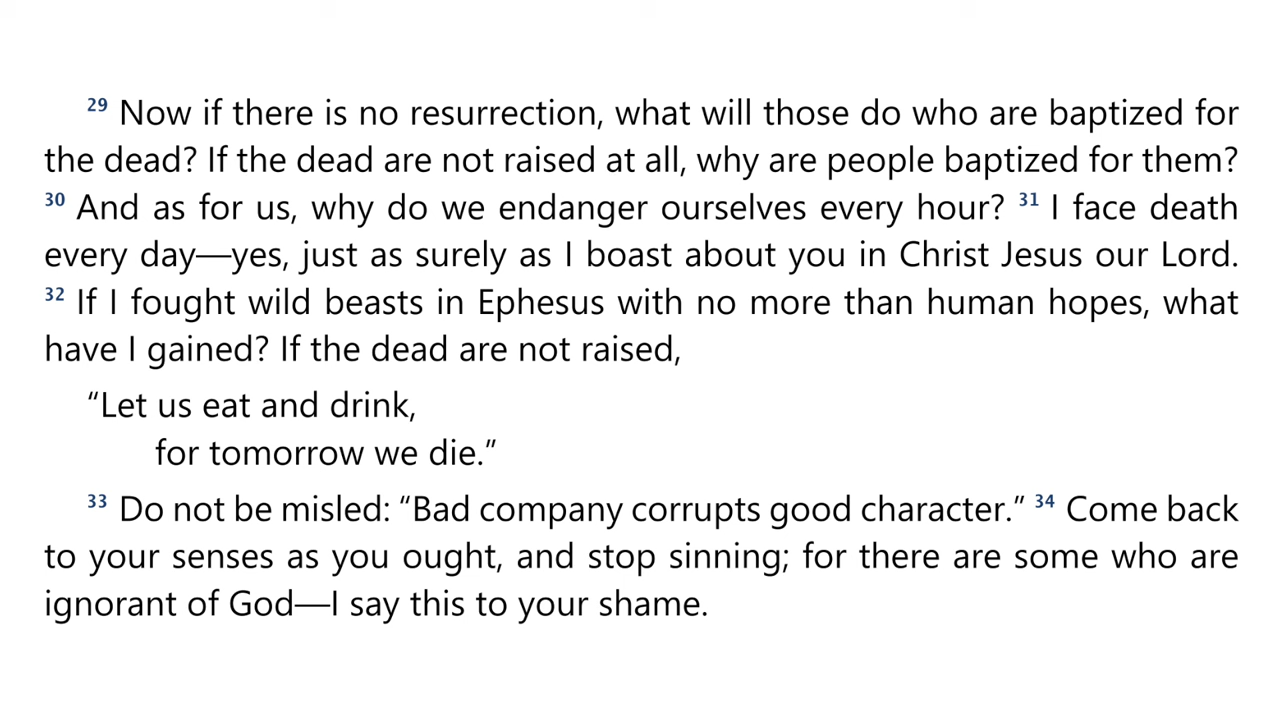 29 Now if there is no resurrection, what will those do who are baptized for
the dead? If the dead are not raised at all, why are people baptized for them?
30 And as for us, why do we endanger ourselves every hour? 31 I face death
every day—yes, just as surely as I boast about you in Christ Jesus our Lord.
32 If I fought wild beasts in Ephesus with no more than human hopes, what
have I gained? If the dead are not raised,
“Let us eat and drink,
for tomorrow we die.”
33 Do not be misled: “Bad company corrupts good character.” 34 Come back
to your senses as you ought, and stop sinning; for there are some who are
ignorant of God—I say this to your shame.